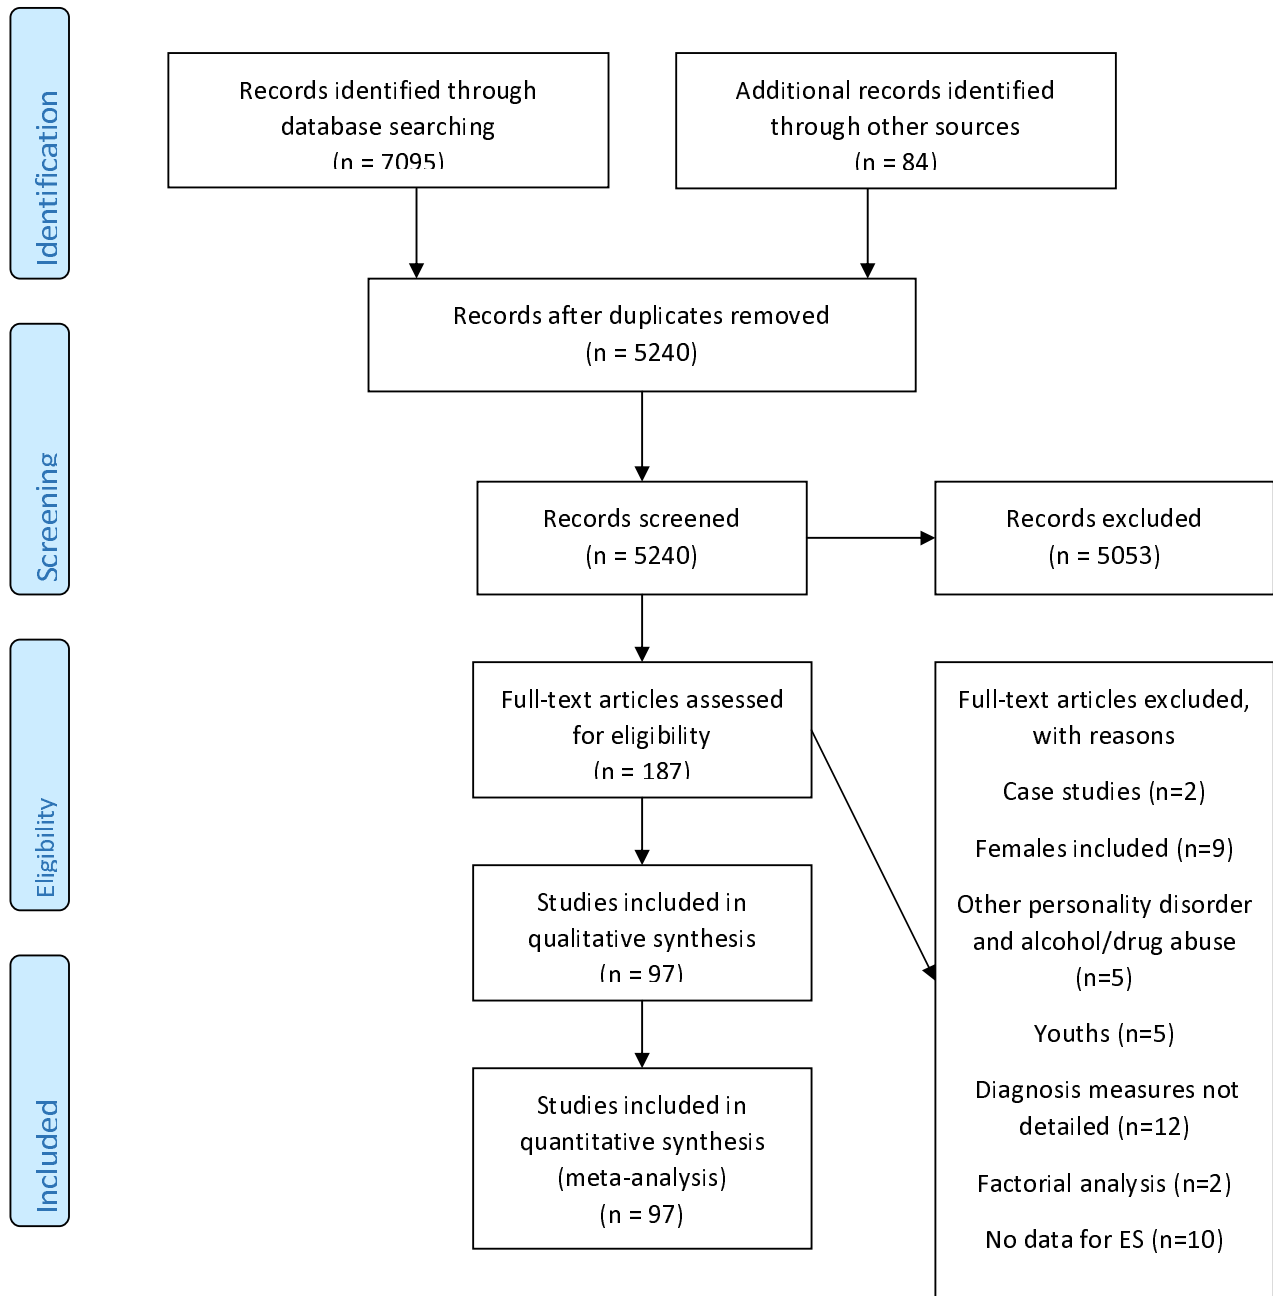 Identification
Records identified through
database searching
(n = 7095)
Additional records identified
through other sources
(n = 84)
Records after duplicates removed
(n = 5240)
Screening
Records screened
(n = 5240)
Records excluded
(n = 5053)
Eligibility
Full-text articles assessed
for eligibility
(n = 187)
Full-text articles excluded,
with reasons
Case studies (n=2)
Females included (n=9)
Other personality disorder
and alcohol/drug abuse
(n=5)
Youths (n=5)
Diagnosis measures not
detailed (n=12)
Factorial analysis (n=2)
No data for ES (n=10)
Studies included in
qualitative synthesis
(n = 97)
Included
Studies included in
quantitative synthesis
(meta-analysis)
(n = 97)